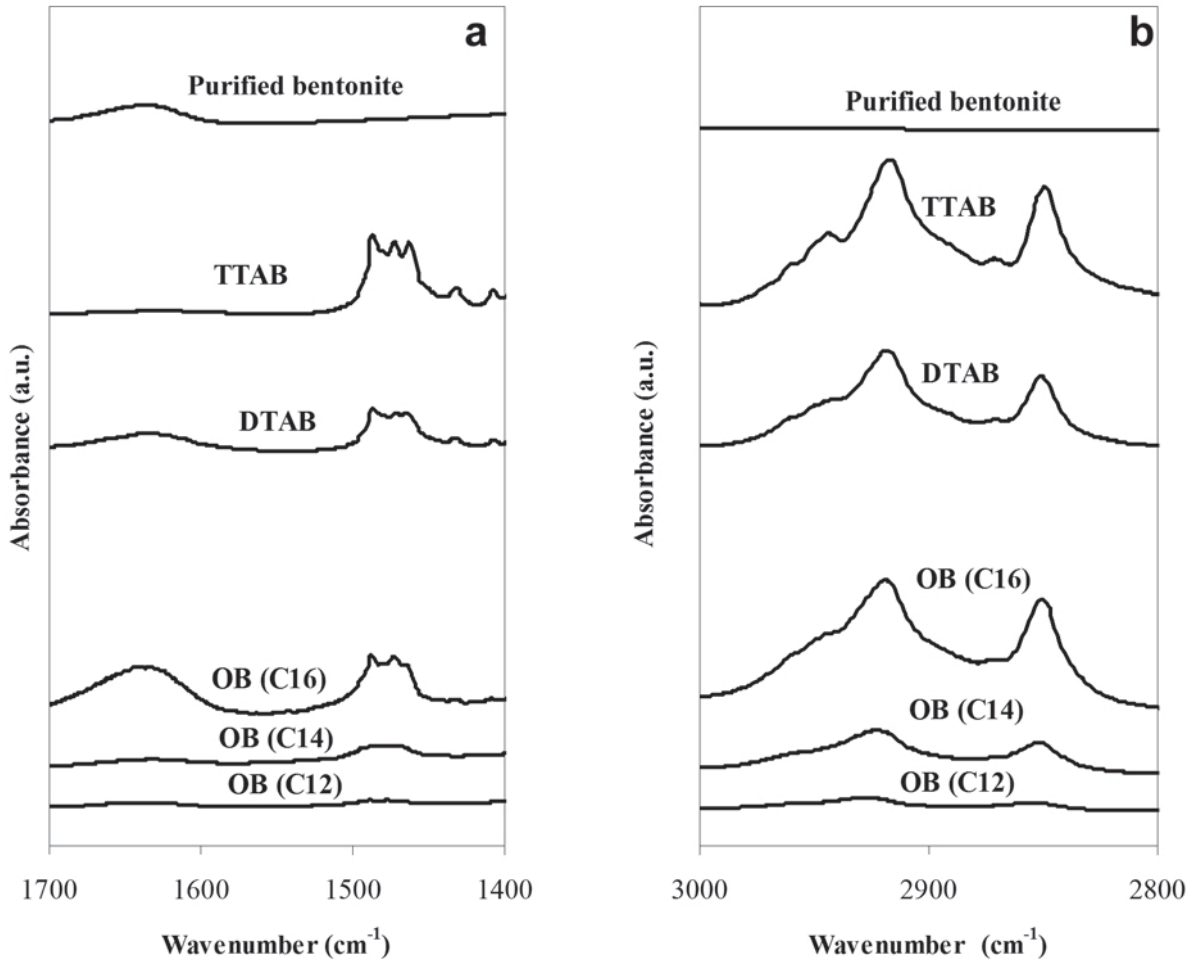 a
Purified bentonite
TTAB
DTAB
OB (C16)
OB (C14)
OB (C12)
Absorbance (a.u.)
1700 1600 1500 1400
Wavenumber (cm-1)
b
Purified bentonite
TTAB
DTAB
OB (C16)
OB (C14)
OB (C12)
Absorbance (a.u.)
3000 2900 2800
Wavenumber (cm-1)